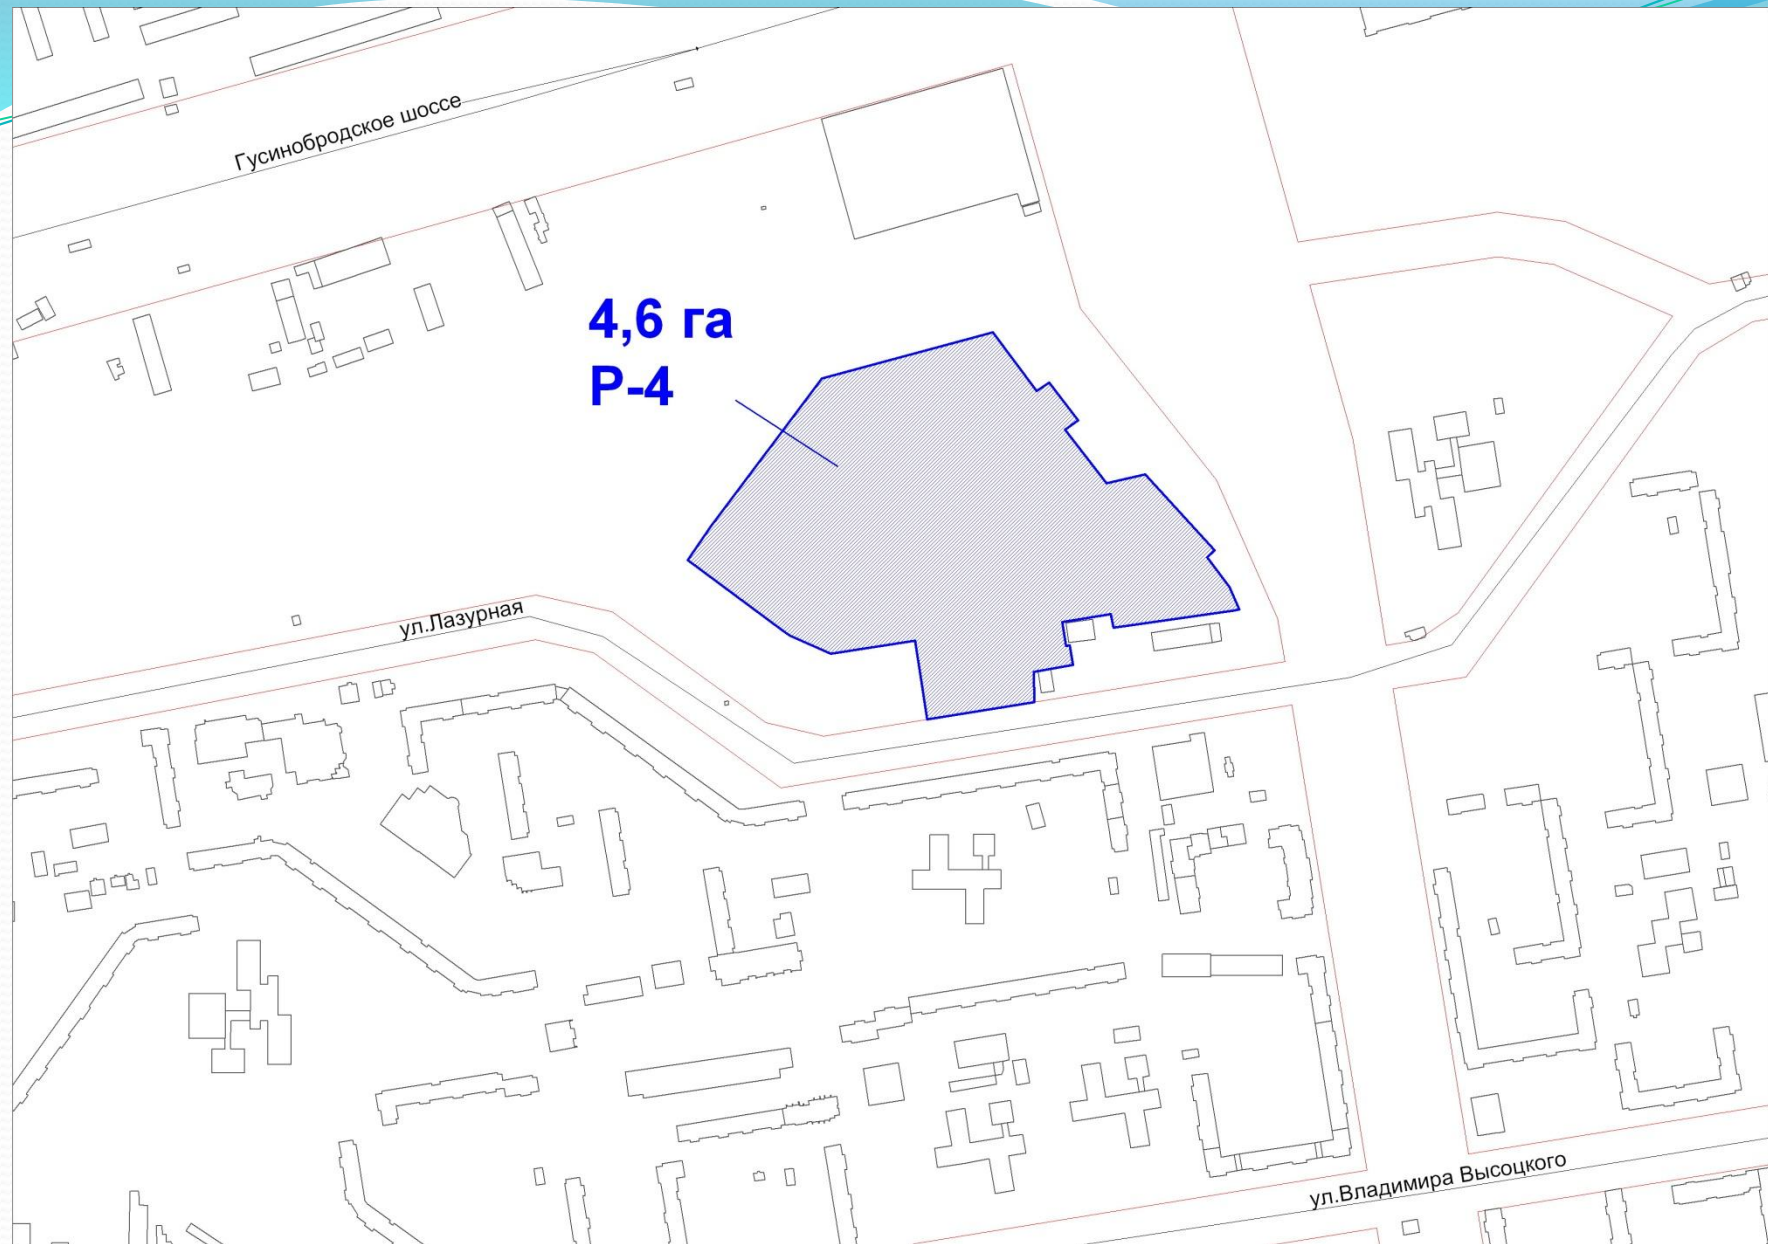 Гусинобродское шоссе
4,6 га
Р-4
ул.Лазурная
ул.Владимира Высоцкого